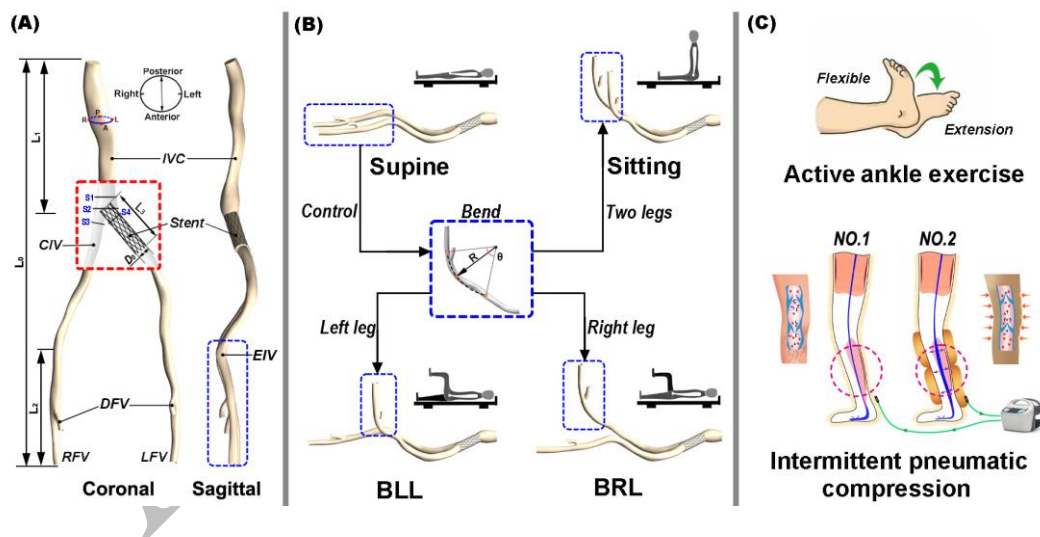 (A)
Posterior
Right
Left
Anterior
P
R
L
A
L₁
IVC
S1
S2
S3
S4
L₃
Stent
CIV
D₀
L₀
EIV
L₂
DFV
RFV
LFV
Coronal
Sagittal
(B)
Supine
Sitting
Control
Bend
Two legs
R
θ
Left leg
Right leg
BLL
BRL
(C)
Flexible
Extension
Active ankle exercise
NO.1
NO.2
Intermittent pneumatic
compression